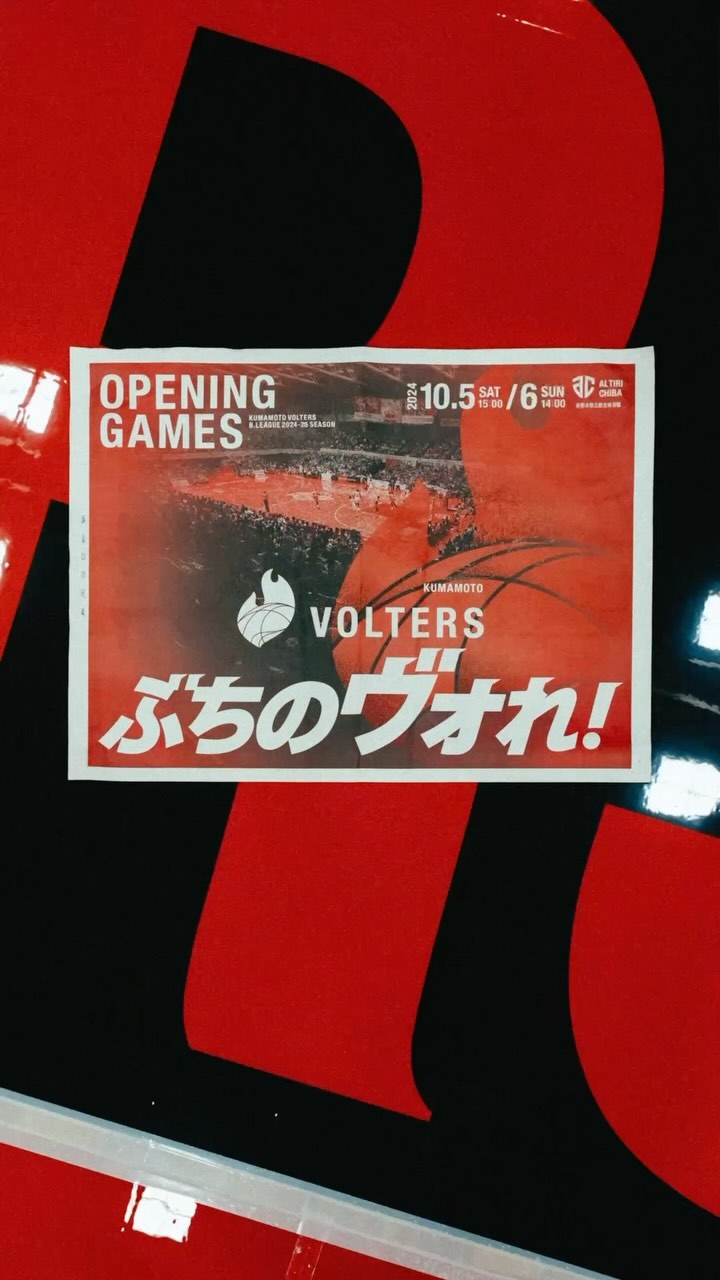 OPENING
GAMES
KUMAMOTO VOLTERS
B.LEAGUE 2024-25 SEASON
2024 10.5 SAT 15:00 / 6 SUN 14:00
ALTIRI
CHIBA
KUMAMOTO
VOLTERS
ぶちのヴォれ!